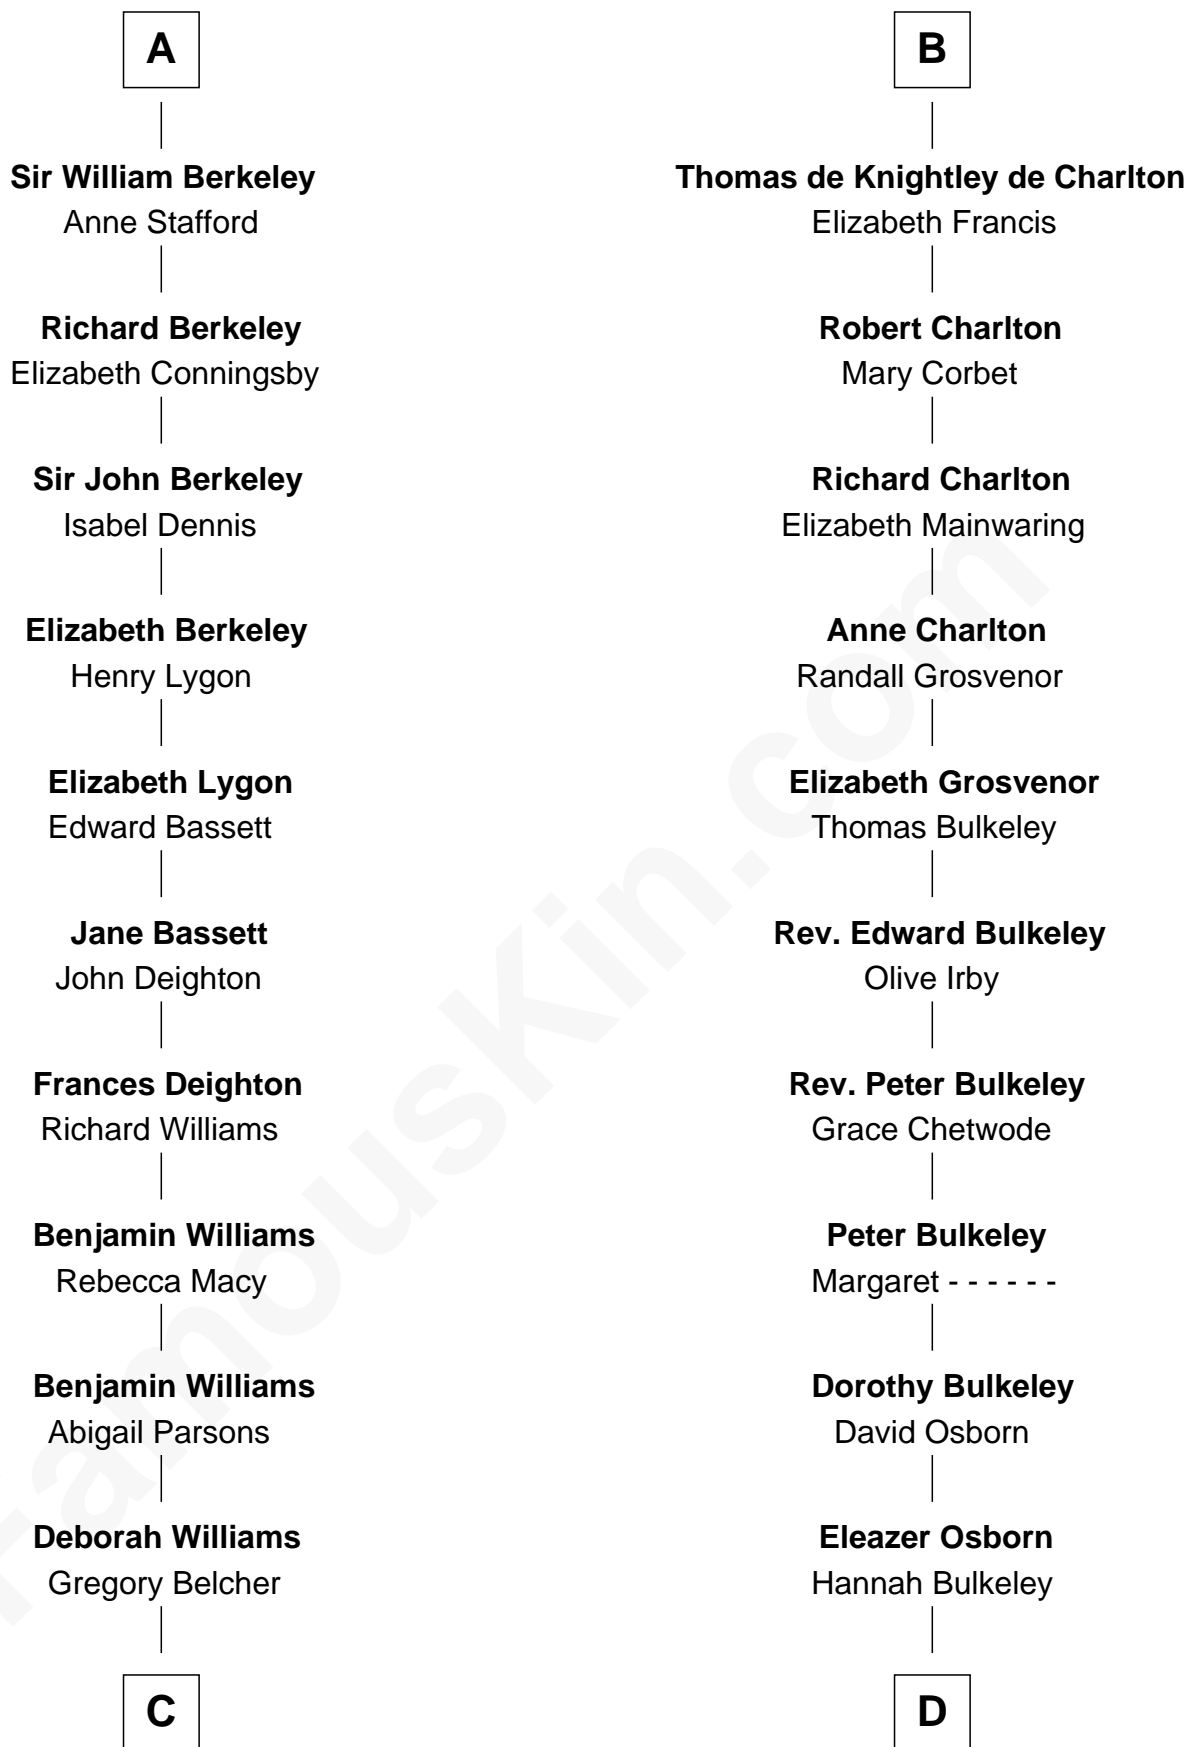 A
Sir William Berkeley
Anne Stafford
Richard Berkeley
Elizabeth Conningsby
Sir John Berkeley
Isabel Dennis
Elizabeth Berkeley
Henry Lygon
Elizabeth Lygon
Edward Bassett
Jane Bassett
John Deighton
Frances Deighton
Richard Williams
Benjamin Williams
Rebecca Macy
Benjamin Williams
Abigail Parsons
Deborah Williams
Gregory Belcher
C
B
Thomas de Knightley de Charlton
Elizabeth Francis
Robert Charlton
Mary Corbet
Richard Charlton
Elizabeth Mainwaring
Anne Charlton
Randall Grosvenor
Elizabeth Grosvenor
Thomas Bulkeley
Rev. Edward Bulkeley
Olive Irby
Rev. Peter Bulkeley
Grace Chetwode
Peter Bulkeley
Margaret - - - - - -
Dorothy Bulkeley
David Osborn
Eleazer Osborn
Hannah Bulkeley
D
FamousKin.com